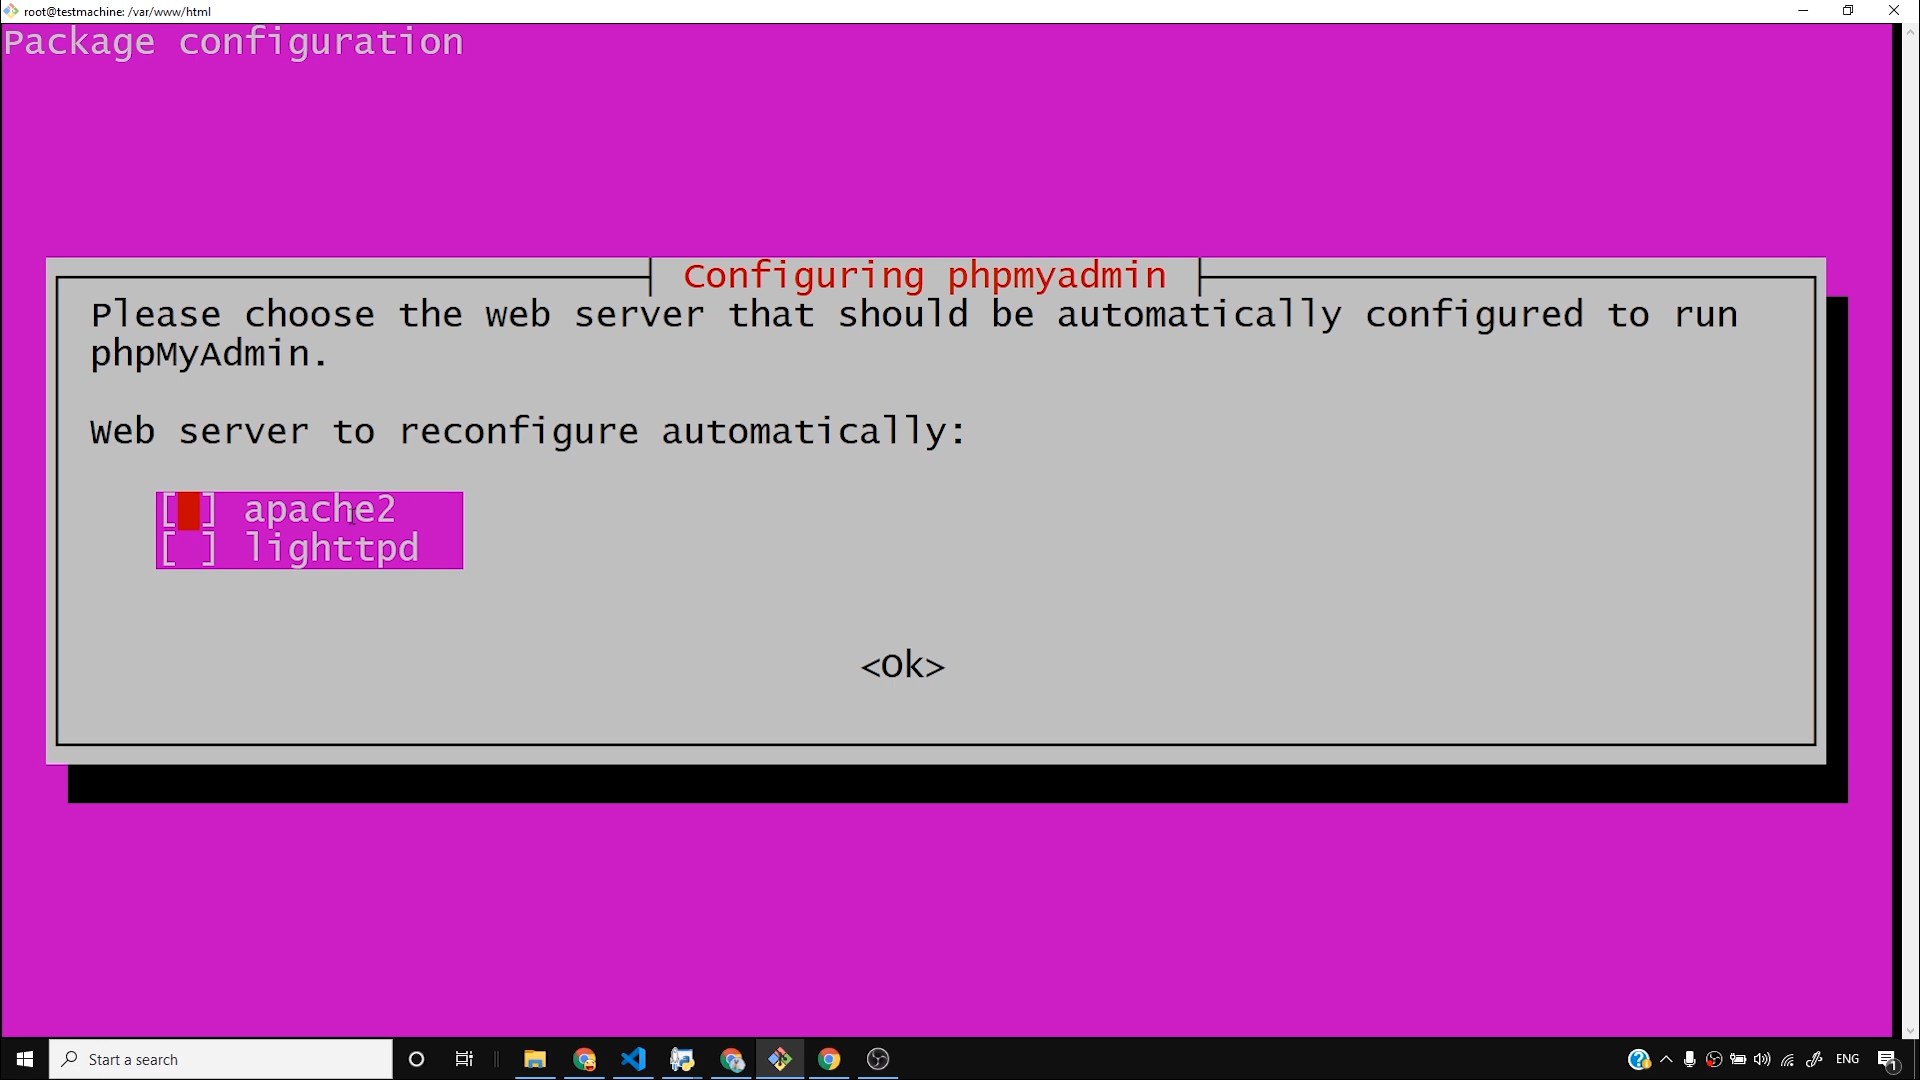 root@testmachine: /var/www/html
Package configuration
Configuring phpmyadmin
Please choose the web server that should be automatically configured to run
phpMyAdmin.
Web server to reconfigure automatically:
[ ] apache2
[ ] lighttpd
<Ok>
Start a search
ENG
1